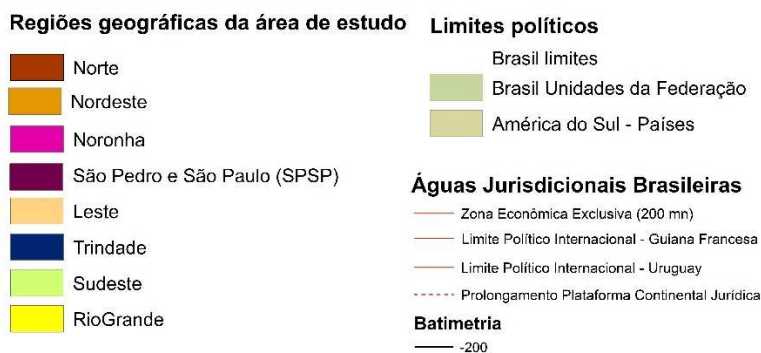 Regiões geográficas da área de estudo
Norte
Nordeste
Noronha
São Pedro e São Paulo (SPSP)
Leste
Trindade
Sudeste
RioGrande
Limites políticos
Brasil limites
Brasil Unidades da Federação
América do Sul - Países
Águas Jurisdicionais Brasileiras
Zona Econômica Exclusiva (200 mn)
Limite Político Internacional - Guiana Francesa
Limite Político Internacional - Uruguay
Prolongamento Plataforma Continental Jurídica
Batimetria
-200